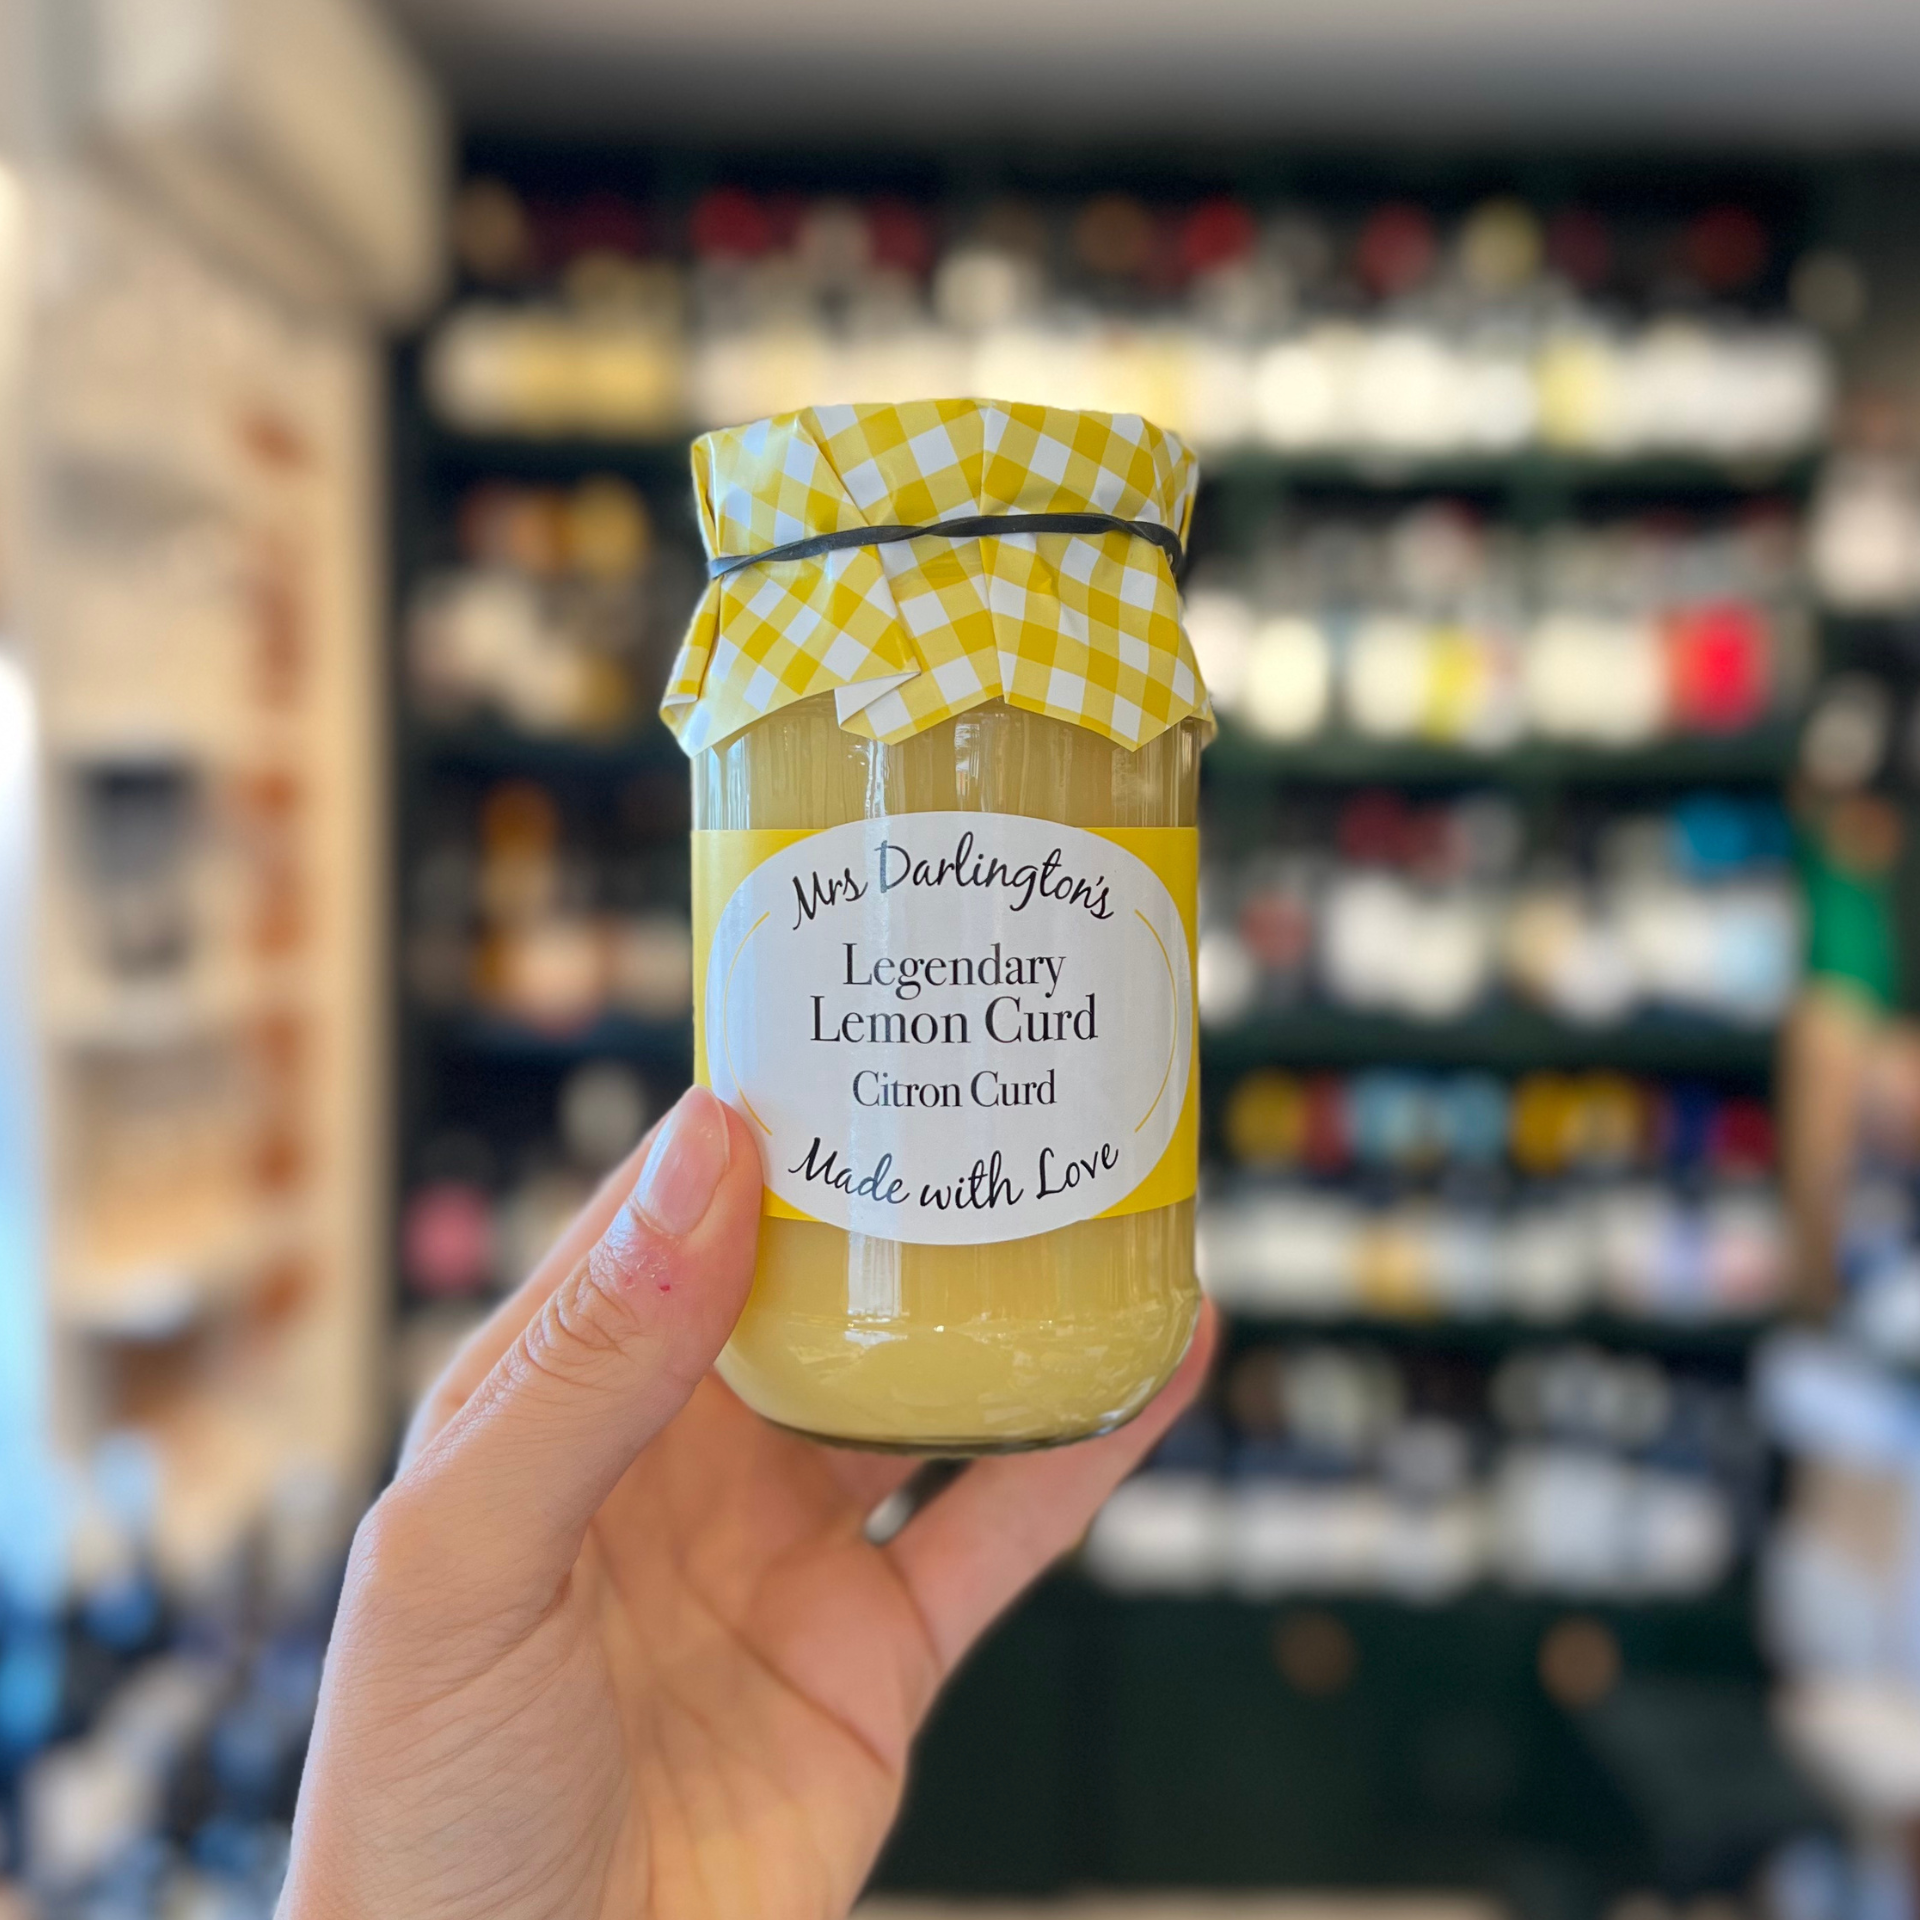 Mrs Darlington's
Legendary
Lemon Curd
Citron Curd
Made with Love